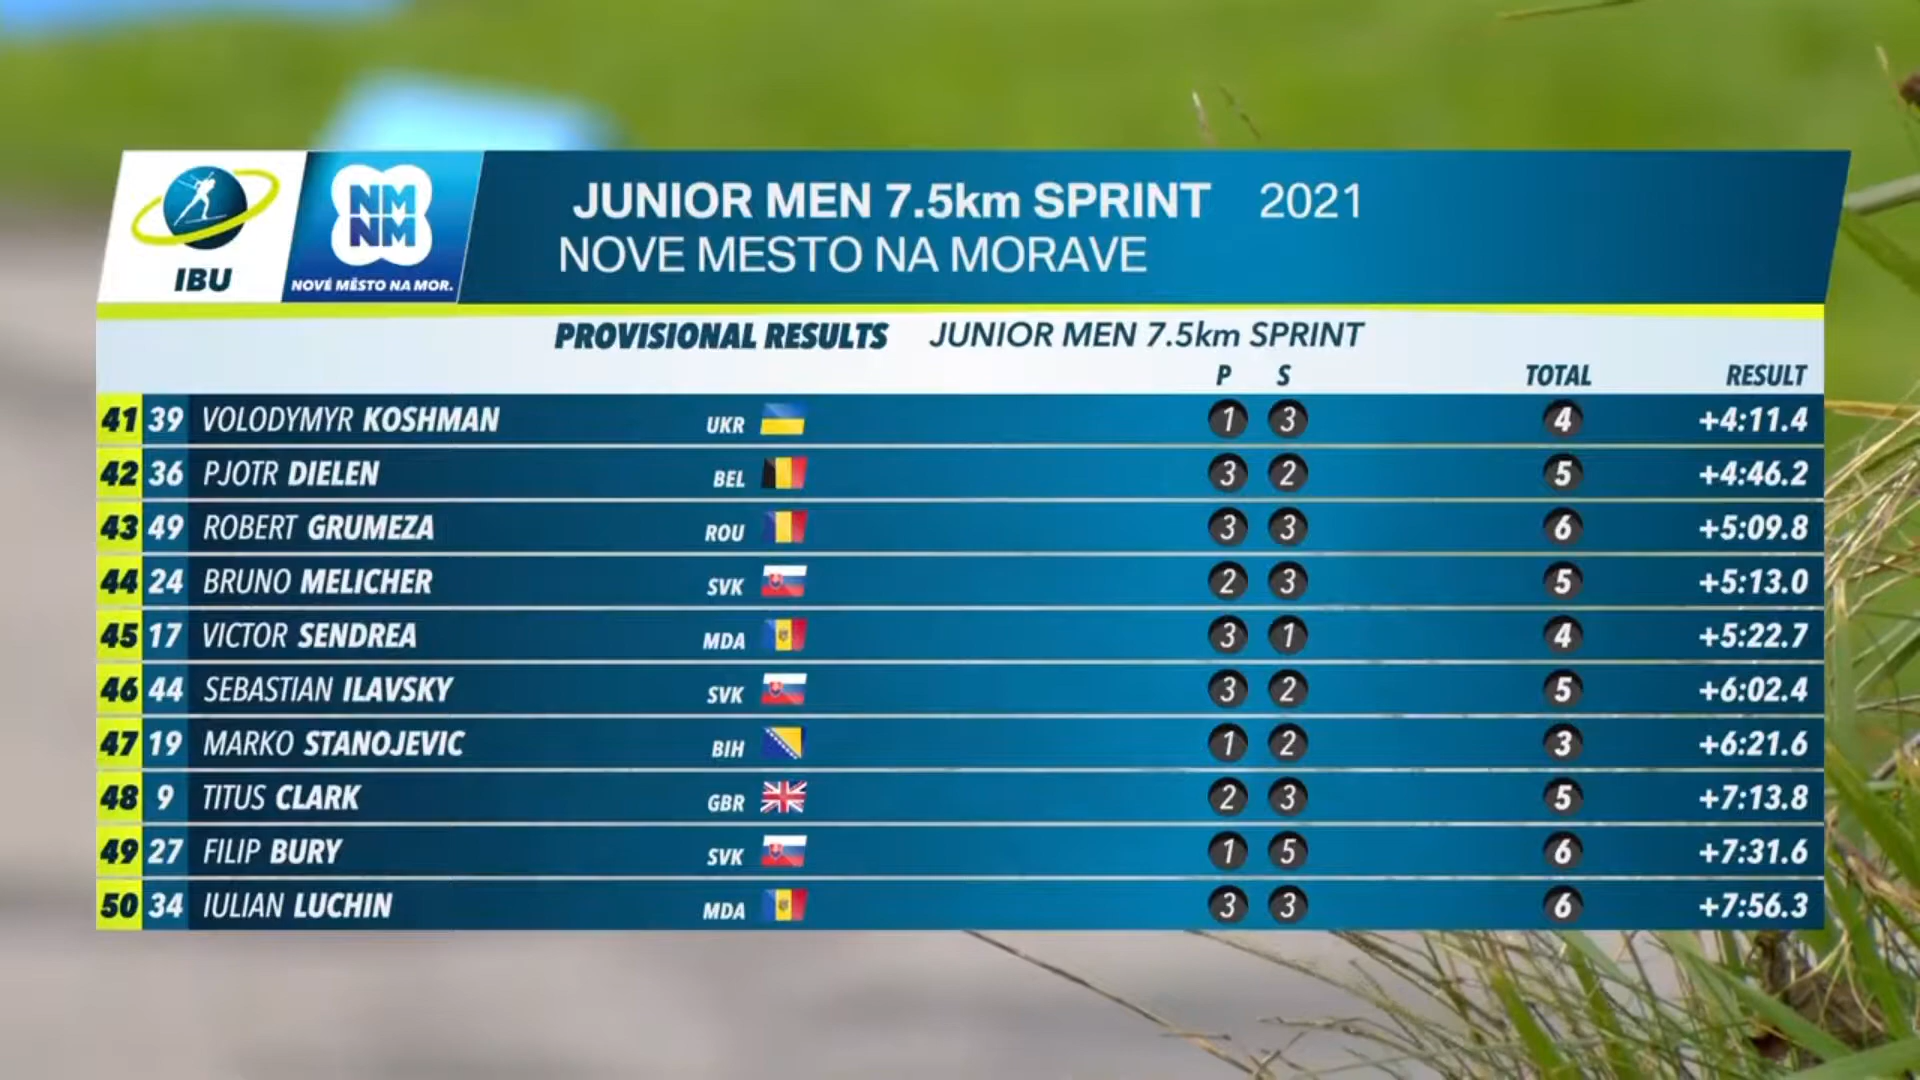 IBU
NM
NM
NOVÉ MĚSTO NA MOR.
JUNIOR MEN 7.5km SPRINT 2021
NOVE MESTO NA MORAVE
PROVISIONAL RESULTS JUNIOR MEN 7.5km SPRINT
P S TOTAL RESULT
41 39 VOLODYMYR KOSHMAN UKR 1 3 4 +4:11.4
42 36 PJOTR DIELEN BEL 3 2 5 +4:46.2
43 49 ROBERT GRUMEZA ROU 3 3 6 +5:09.8
44 24 BRUNO MELICHER SVK 2 3 5 +5:13.0
45 17 VICTOR SENDREA MDA 3 1 4 +5:22.7
46 44 SEBASTIAN ILAVSKY SVK 3 2 5 +6:02.4
47 19 MARKO STANOJEVIC BIH 1 2 3 +6:21.6
48 9 TITUS CLARK GBR 2 3 5 +7:13.8
49 27 FILIP BURY SVK 1 5 6 +7:31.6
50 34 IULIAN LUCHIN MDA 3 3 6 +7:56.3